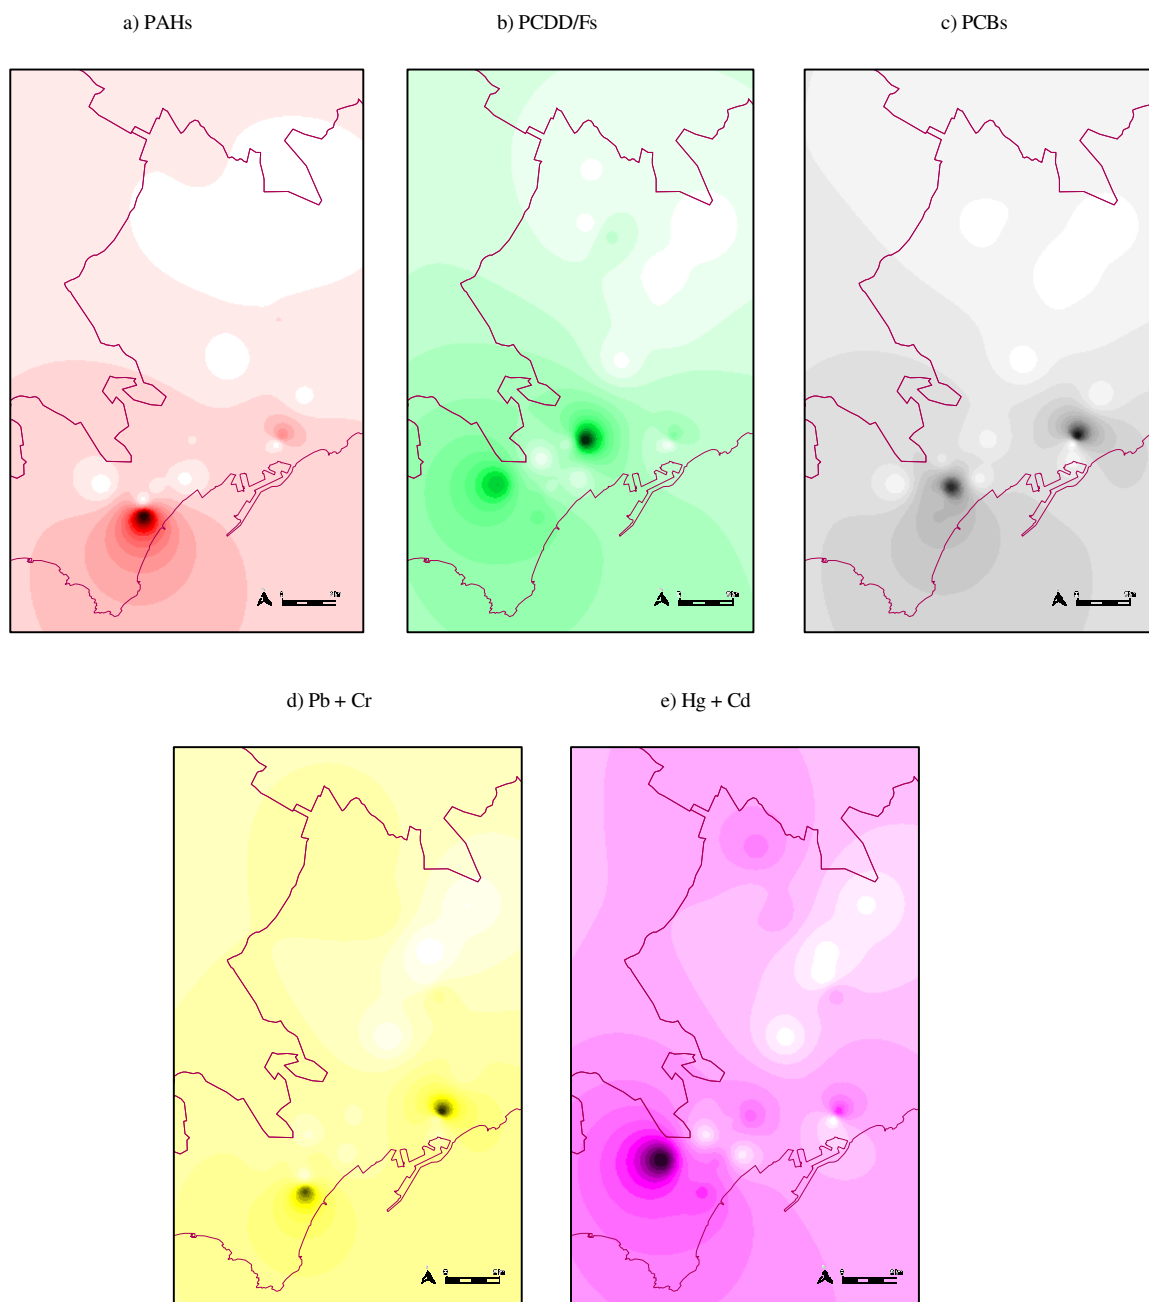 a) PAHs
b) PCDD/Fs
c) PCBs
d) Pb + Cr
e) Hg + Cd